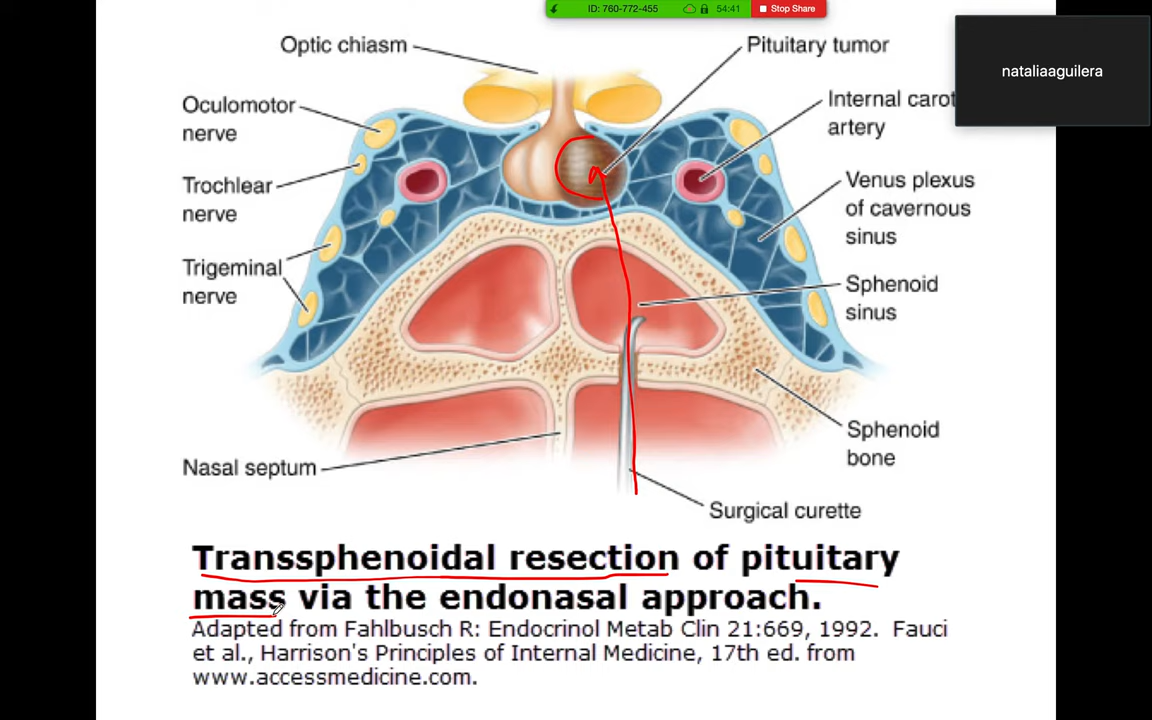 ID: 760-772-455
54:41
Stop Share
nataliaaguilera
Optic chiasm
Pituitary tumor
Oculomotor
nerve
Internal carot
artery
Trochlear
nerve
Venus plexus
of cavernous
sinus
Trigeminal
nerve
Sphenoid
sinus
Sphenoid
bone
Nasal septum
Surgical curette
Transsphenoidal resection of pituitary
mass via the endonasal approach.
Adapted from Fahlbusch R: Endocrinol Metab Clin 21:669, 1992. Fauci
et al., Harrison's Principles of Internal Medicine, 17th ed. from
www.accessmedicine.com.